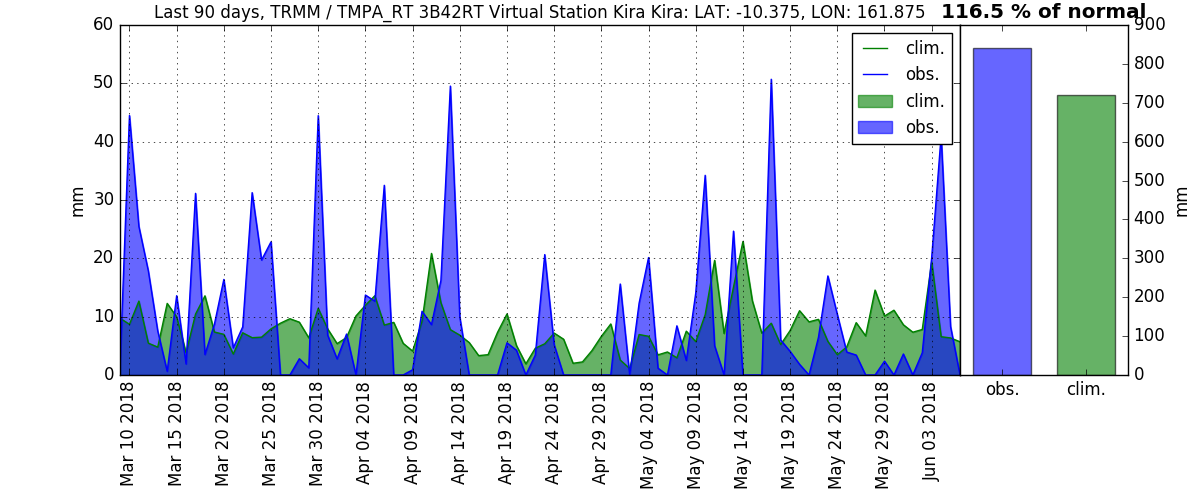 Last 90 days, TRMM / TMPA_RT 3B42RT Virtual Station Kira Kira: LAT: -10.375, LON: 161.875
116.5 % of normal
60
50
40
30
20
10
0
mm
clim.
obs.
clim.
obs.
Mar 10 2018
Mar 15 2018
Mar 20 2018
Mar 25 2018
Mar 30 2018
Apr 04 2018
Apr 09 2018
Apr 14 2018
Apr 19 2018
Apr 24 2018
Apr 29 2018
May 04 2018
May 09 2018
May 14 2018
May 19 2018
May 24 2018
May 29 2018
Jun 03 2018
900
800
700
600
500
400
300
200
100
0
mm
obs.
clim.